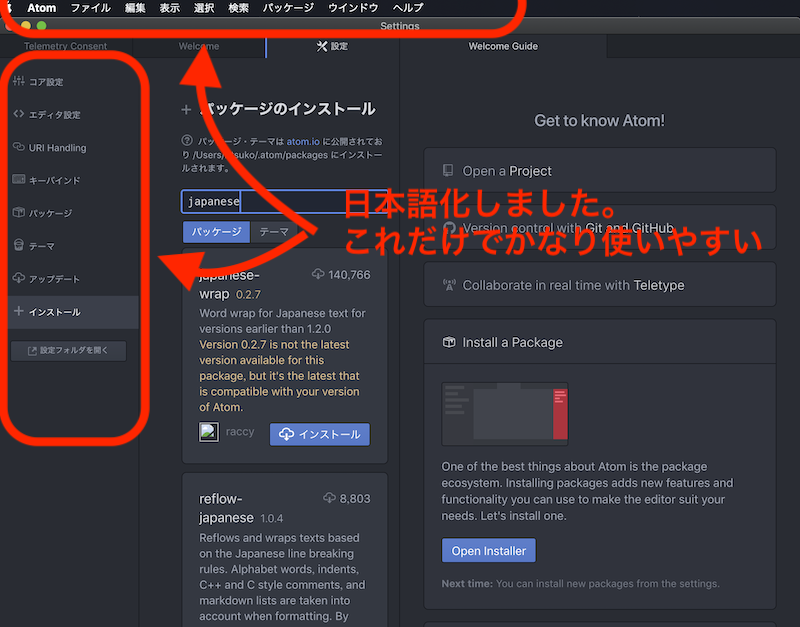 Atom ファイル 編集 表示 選択 検索 パッケージ ウインドウ ヘルプ
Settings
Telemetry Consent
Welcome
設定
Welcome Guide
コア設定
エディタ設定
URI Handling
キーバインド
パッケージ
テーマ
アップデート
インストール
設定フォルダを開く
パッケージのインストール
パッケージ・テーマは atom.io に公開されてお
り /Users/
.atom/packages にインストー
ルされます。
japanese
パッケージ テーマ
日本語化しました。
これだけでかなり使いやすい
japanese-
wrap 0.2.7
140,766
Word wrap for Japanese text for
versions earlier than 1.2.0
Version 0.2.7 is not the latest
version available for this
package, but it's the latest that
is compatible with your version
of Atom.
raccy
インストール
reflow-
japanese 1.0.4
8,803
Reflows and wraps texts based
on the Japanese line breaking
rules. Alphabet words, indents,
C++ and C style comments, and
markdown lists are taken into
account when formatting. By
Get to know Atom!
Open a Project
Version control with Git and GitHub
Collaborate in real time with Teletype
Install a Package
One of the best things about Atom is the package
ecosystem. Installing packages adds new features and
functionality you can use to make the editor suit your
needs. Let's install one.
Open Installer
Next time: You can install new packages from the settings.